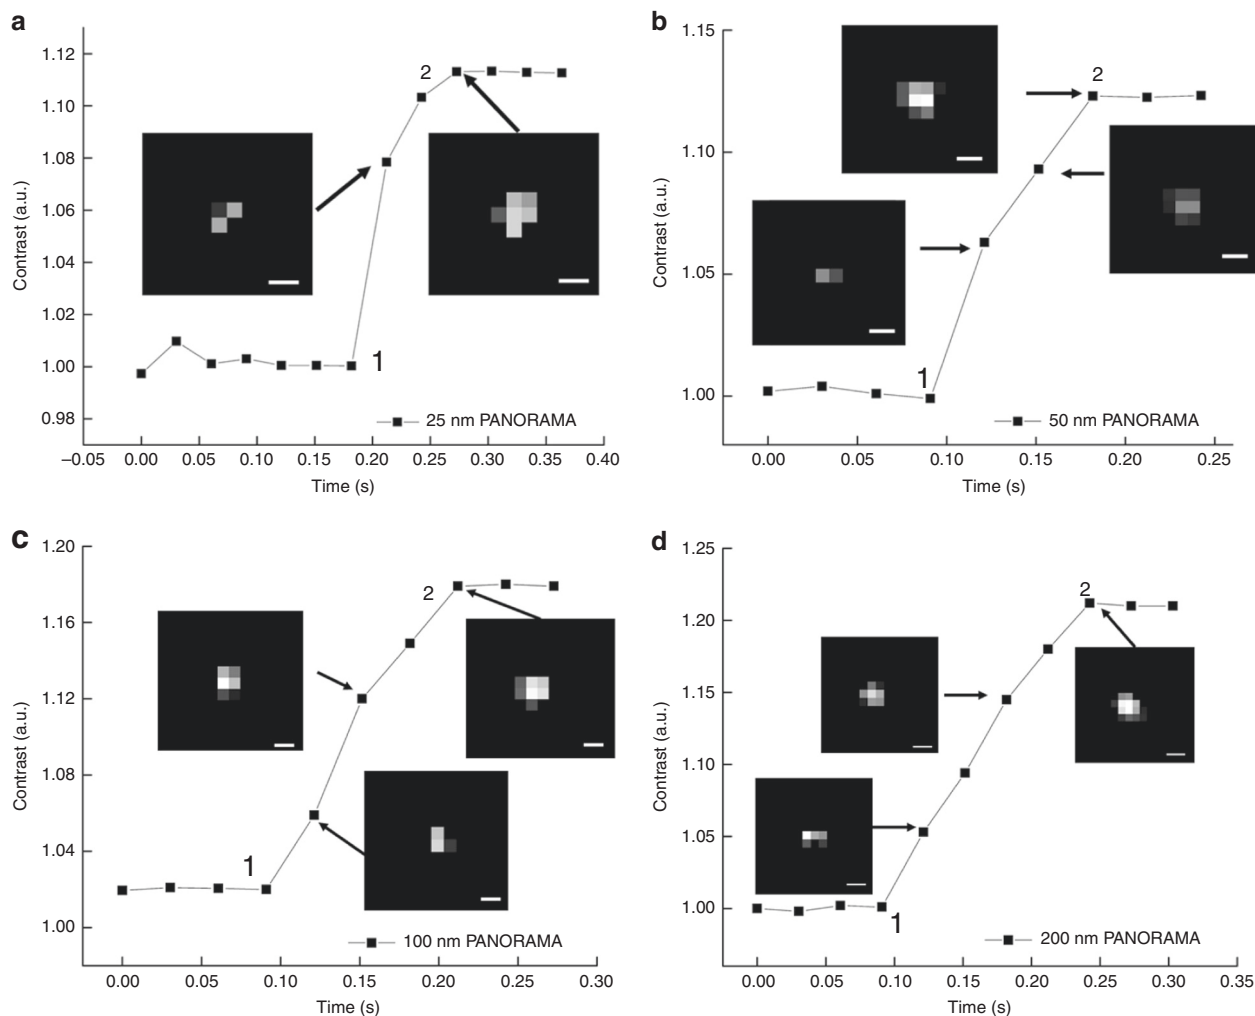 a
1.12
1.10
1.08
1.06
1.04
1.02
1.00
0.98
Contrast (a.u.)
2
1
25 nm PANORAMA
–0.05 0.00 0.05 0.10 0.15 0.20 0.25 0.30 0.35 0.40
Time (s)
b
1.15
1.10
1.05
1.00
Contrast (a.u.)
2
1
50 nm PANORAMA
0.00 0.05 0.10 0.15 0.20 0.25
Time (s)
c
1.20
1.16
1.12
1.08
1.04
1.00
Contrast (a.u.)
2
1
100 nm PANORAMA
0.00 0.05 0.10 0.15 0.20 0.25 0.30
Time (s)
d
1.25
1.20
1.15
1.10
1.05
1.00
Contrast (a.u.)
2
1
200 nm PANORAMA
0.00 0.05 0.10 0.15 0.20 0.25 0.30 0.35
Time (s)